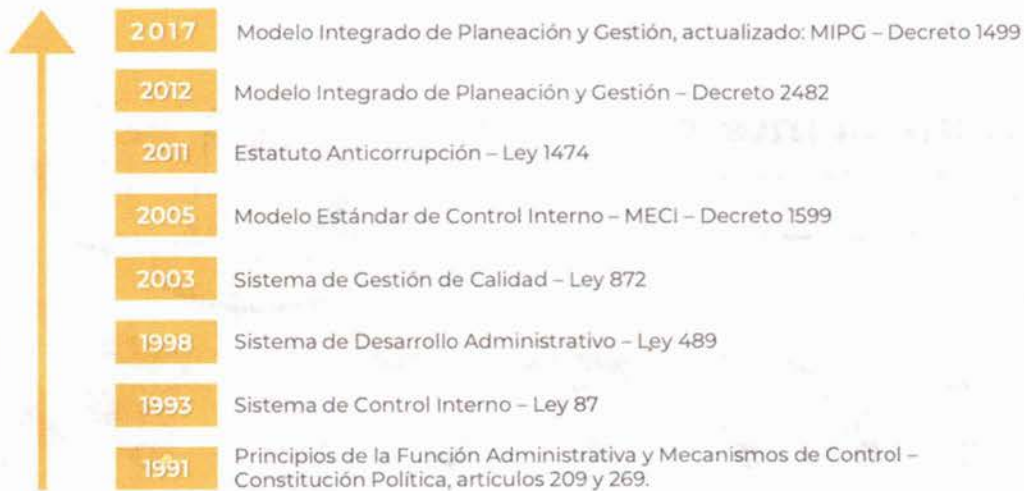 2017 Modelo Integrado de Planeación y Gestión, actualizado: MIPG – Decreto 1499
2012 Modelo Integrado de Planeación y Gestión – Decreto 2482
2011 Estatuto Anticorrupción – Ley 1474
2005 Modelo Estándar de Control Interno – MECI – Decreto 1599
2003 Sistema de Gestión de Calidad – Ley 872
1998 Sistema de Desarrollo Administrativo – Ley 489
1993 Sistema de Control Interno – Ley 87
1991 Principios de la Función Administrativa y Mecanismos de Control –
Constitución Política, artículos 209 y 269.